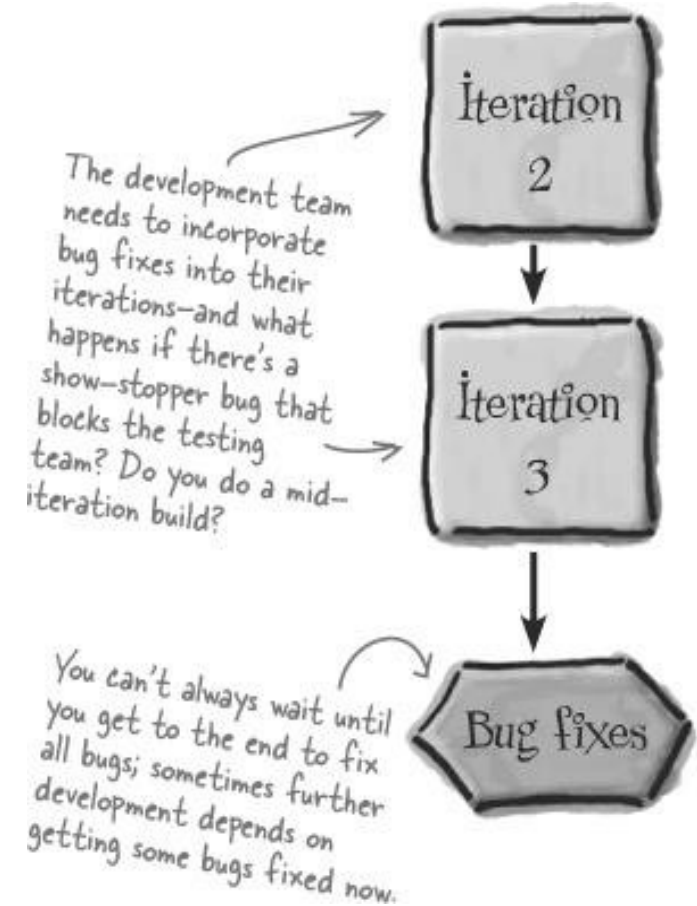 Iteration
2
The development team
needs to incorporate
bug fixes into their
iterations—and what
happens if there's a
show-stopper bug that
blocks the testing
team? Do you do a mid-
iteration build?
Iteration
3
You can't always wait until
you get to the end to fix
all bugs; sometimes further
development depends on
getting some bugs fixed now.
Bug fixes